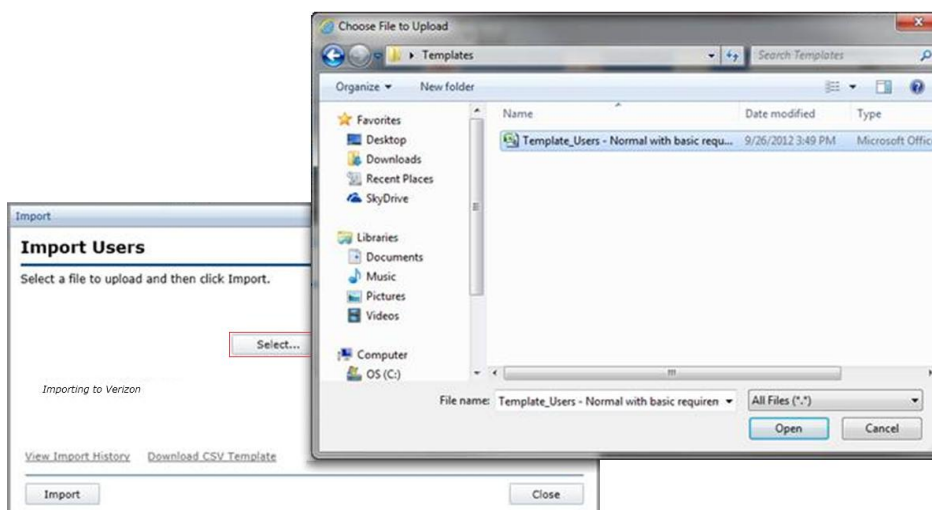 Choose File to Upload
Templates
Search Templates
Organize
New folder
Name
Date modified
Type
Favorites
Desktop
Downloads
Recent Places
SkyDrive
Template_Users - Normal with basic requ...
9/26/2012 3:49 PM
Microsoft Offic
Libraries
Documents
Music
Pictures
Videos
Computer
OS (C:)
File name:
Template_Users - Normal with basic requiren
All Files (*.*)
Open
Cancel
Import
Import Users
Select a file to upload and then click Import.
Select...
Importing to Verizon
View Import History
Download CSV Template
Import
Close